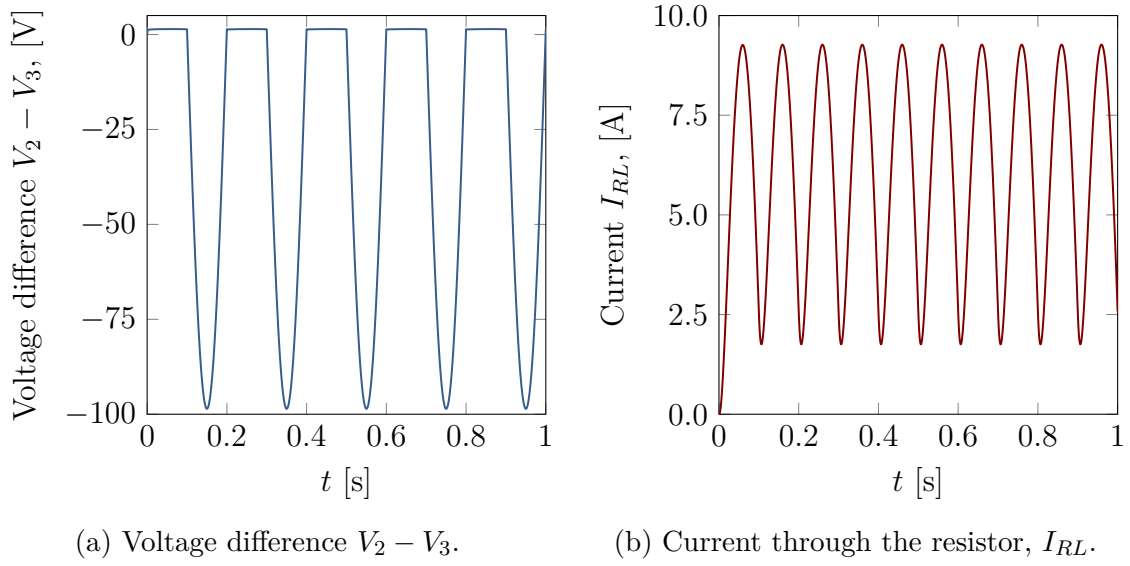 Voltage difference V2 − V3, [V]
0
−25
−50
−75
−100
0 0.2 0.4 0.6 0.8 1
t [s]
(a) Voltage difference V2 − V3.
Current IRL, [A]
10.0
7.5
5.0
2.5
0.0
0 0.2 0.4 0.6 0.8 1
t [s]
(b) Current through the resistor, IRL.